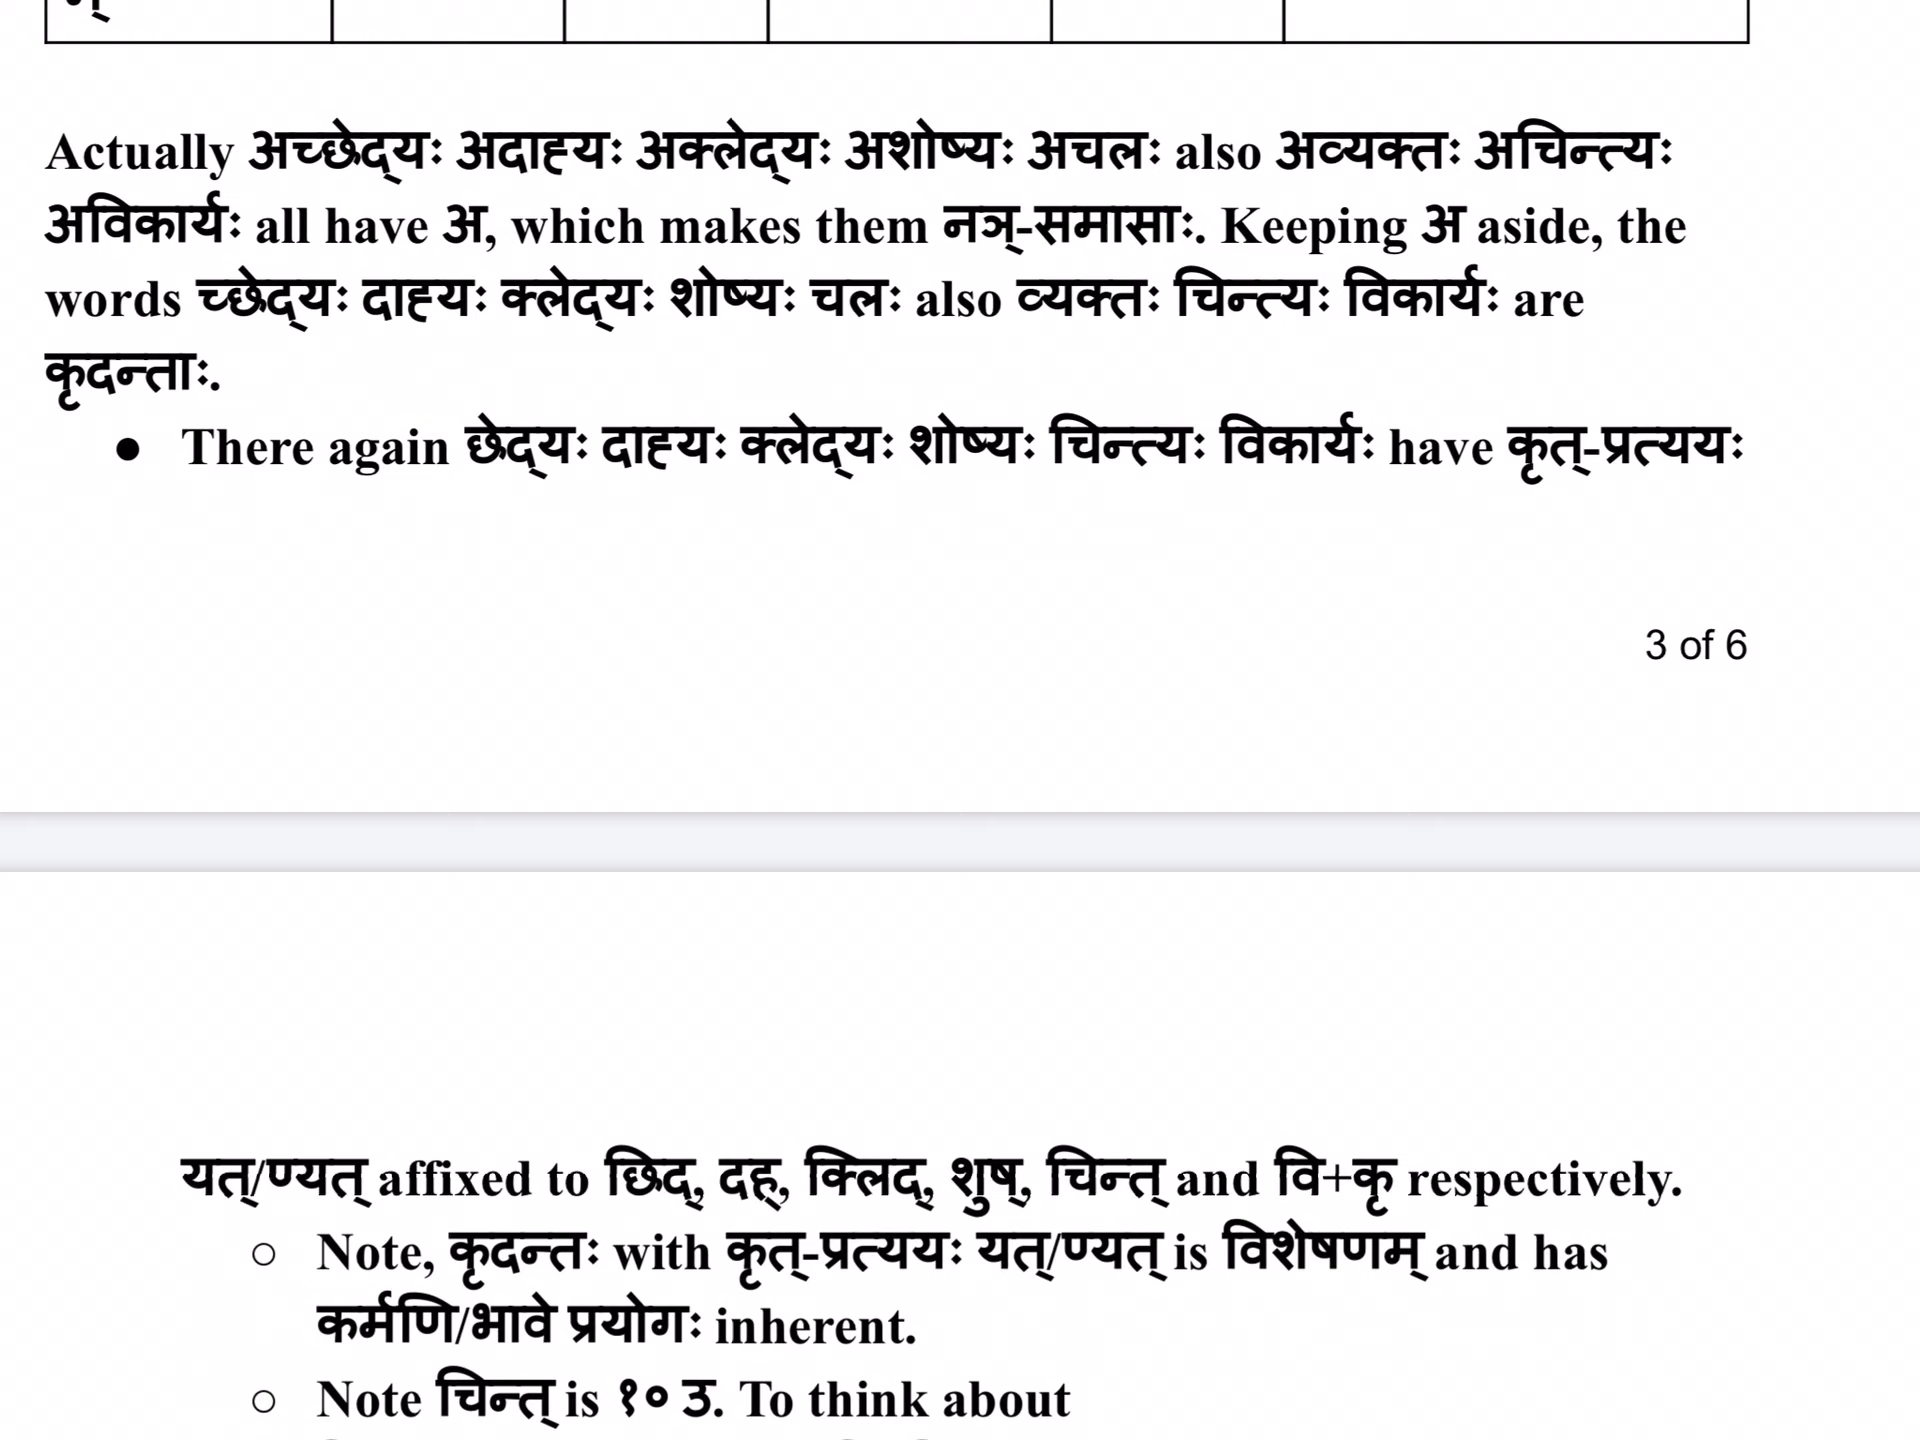 Actually अच्छेद्यः अदाह्यः अक्लेद्यः अशोष्यः अचलः also अव्यक्तः अचिन्त्यः
अविकार्यः all have अ, which makes them नञ्-समासाः. Keeping अ aside, the
words च्छेद्यः दाह्यः क्लेद्यः शोष्यः चलः also व्यक्तः चिन्त्यः विकार्यः are
कृदन्ताः.
● There again छेद्यः दाह्यः क्लेद्यः शोष्यः चिन्त्यः विकार्यः have कृत्-प्रत्ययः
3 of 6
यत्/ण्यत् affixed to छिद्, दह्, क्लिद्, शुष्, चिन्त् and वि+कृ respectively.
○ Note, कृदन्तः with कृत्-प्रत्ययः यत्/ण्यत् is विशेषणम् and has
कर्मणि/भावे प्रयोगः inherent.
○ Note चिन्त् is १० उ. To think about